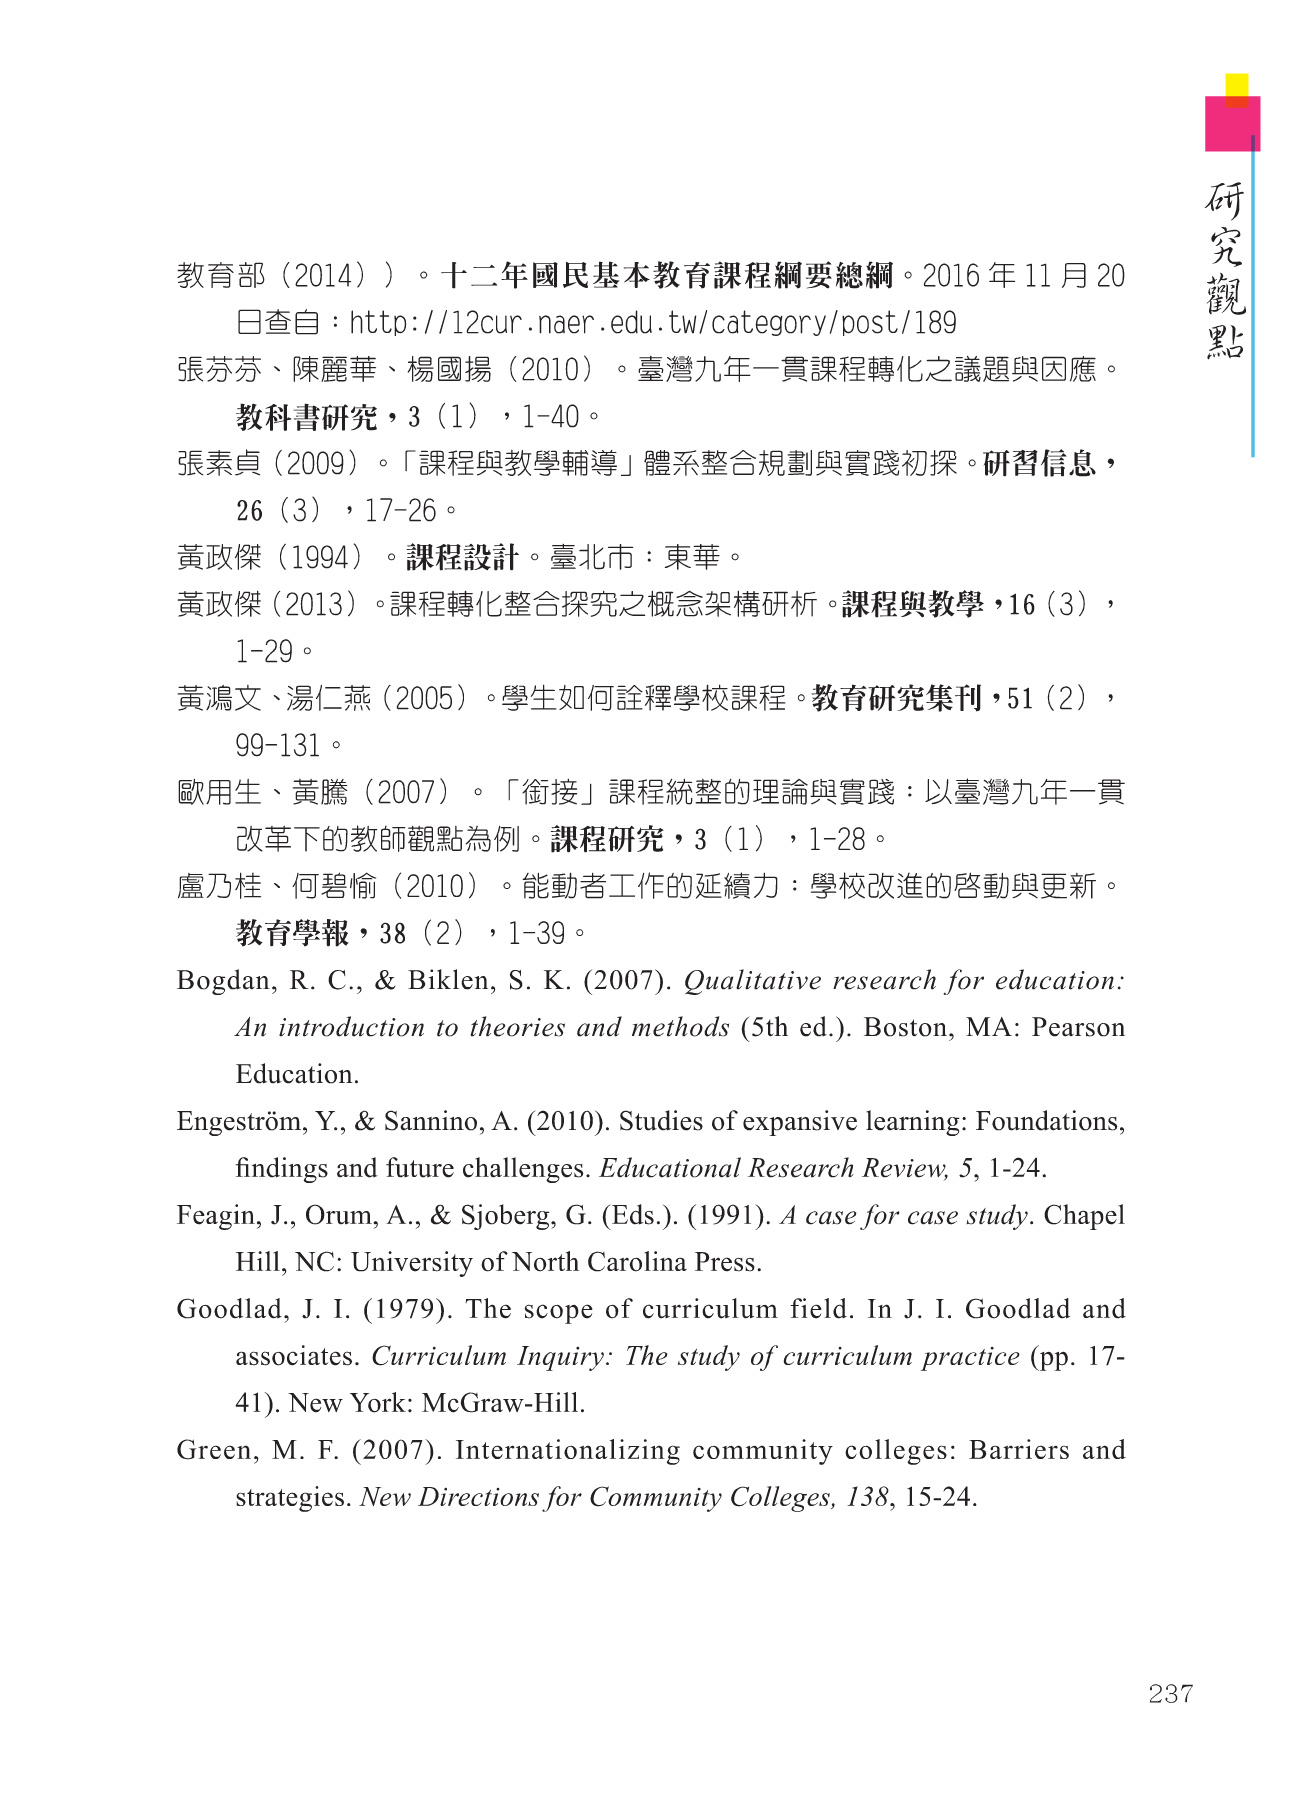 研究觀點
教育部（2014））。十二年國民基本教育課程綱要總綱。2016 年 11 月 20
日查自：http://12cur.naer.edu.tw/category/post/189
張芬芬、陳麗華、楊國揚（2010）。臺灣九年一貫課程轉化之議題與因應。
教科書研究，3（1），1-40。
張素貞（2009）。「課程與教學輔導」體系整合規劃與實踐初探。研習信息，
26（3），17-26。
黃政傑（1994）。課程設計。臺北市：東華。
黃政傑（2013）。課程轉化整合探究之概念架構研析。課程與教學，16（3），
1-29。
黃鴻文、湯仁燕（2005）。學生如何詮釋學校課程。教育研究集刊，51（2），
99-131。
歐用生、黃騰（2007）。「銜接」課程統整的理論與實踐：以臺灣九年一貫
改革下的教師觀點為例。課程研究，3（1），1-28。
盧乃桂、何碧愉（2010）。能動者工作的延續力：學校改進的啓動與更新。
教育學報，38（2），1-39。
Bogdan, R. C., & Biklen, S. K. (2007). Qualitative research for education:
An introduction to theories and methods (5th ed.). Boston, MA: Pearson
Education.
Engeström, Y., & Sannino, A. (2010). Studies of expansive learning: Foundations,
findings and future challenges. Educational Research Review, 5, 1-24.
Feagin, J., Orum, A., & Sjoberg, G. (Eds.). (1991). A case for case study. Chapel
Hill, NC: University of North Carolina Press.
Goodlad, J. I. (1979). The scope of curriculum field. In J. I. Goodlad and
associates. Curriculum Inquiry: The study of curriculum practice (pp. 17-
41). New York: McGraw-Hill.
Green, M. F. (2007). Internationalizing community colleges: Barriers and
strategies. New Directions for Community Colleges, 138, 15-24.
237